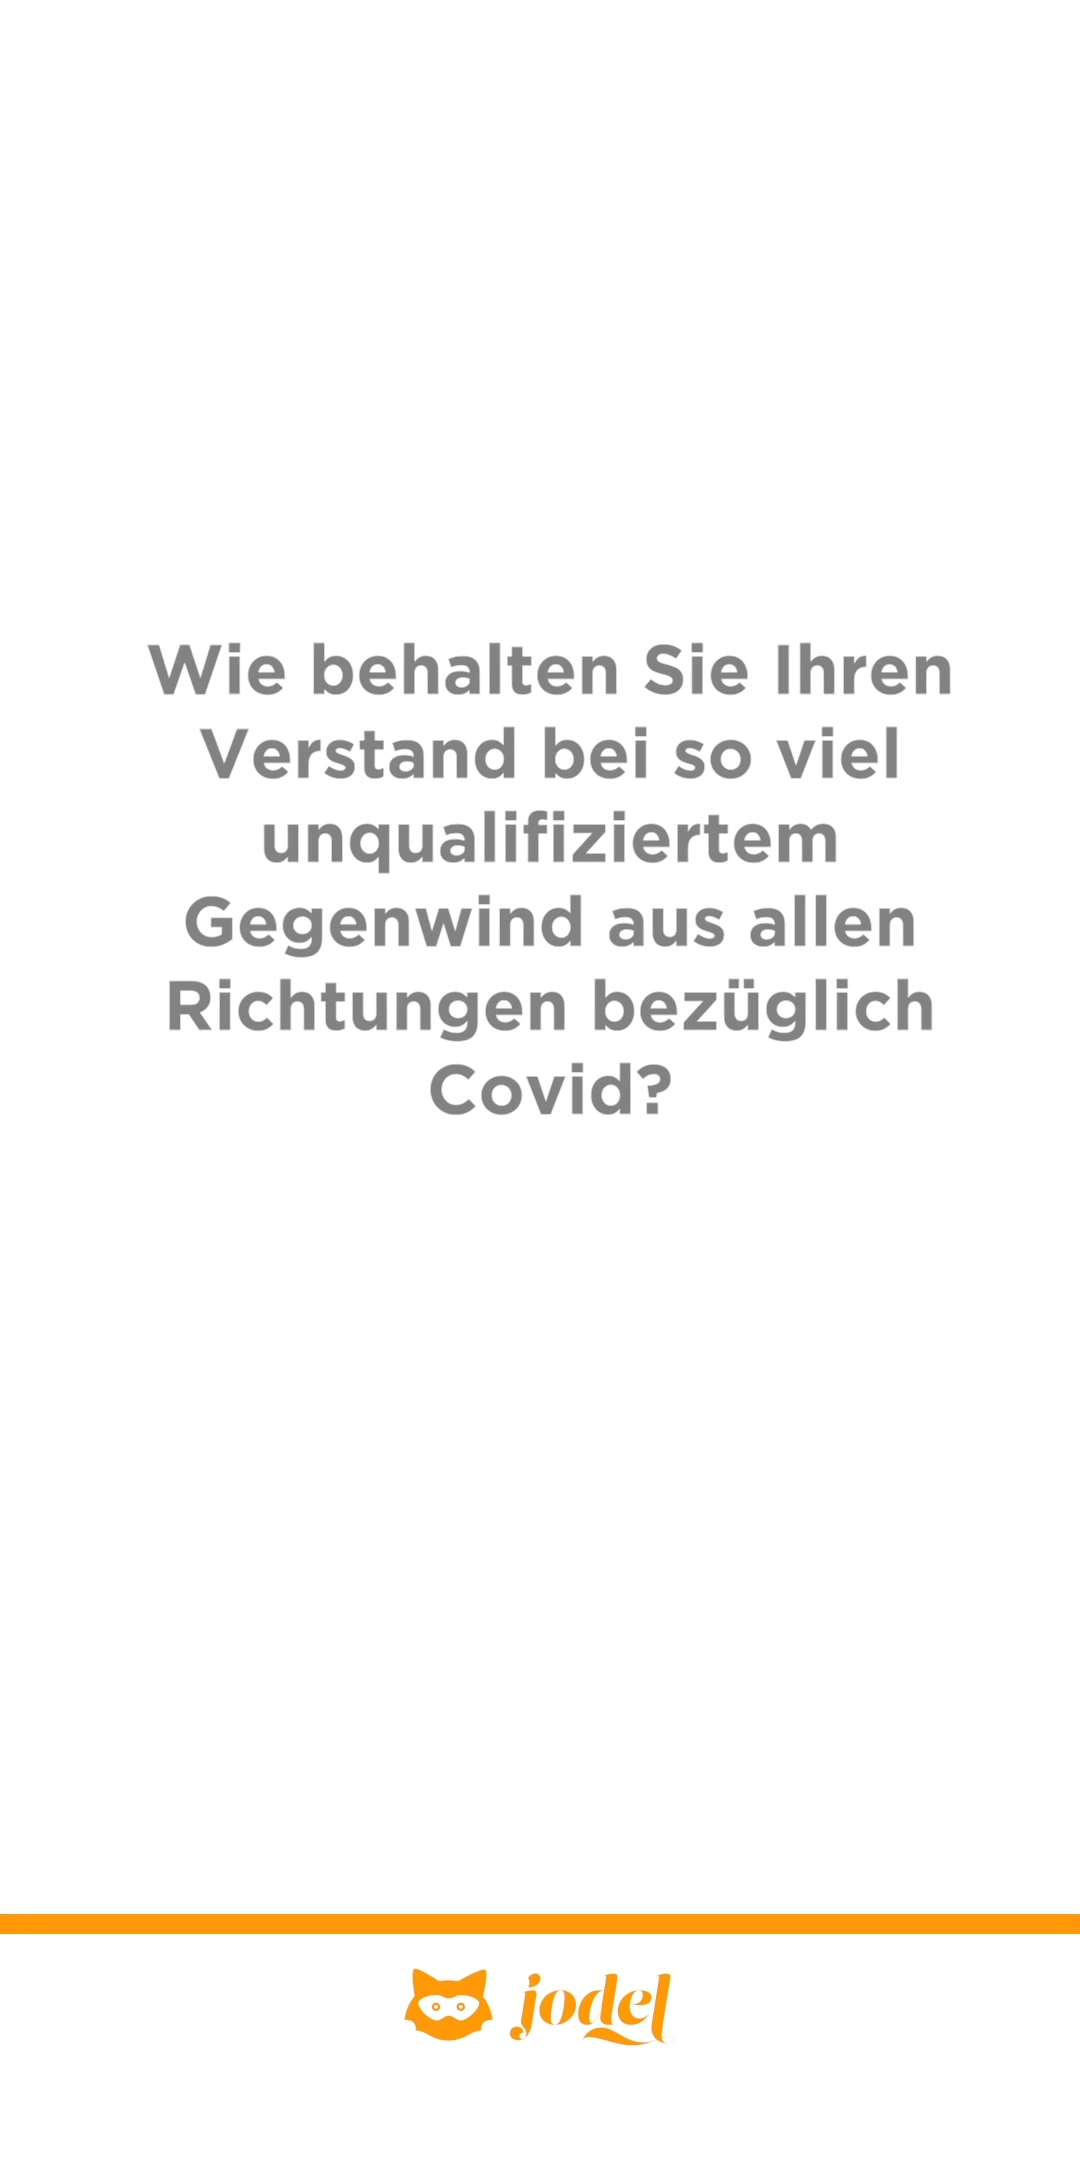 Wie behalten Sie Ihren
Verstand bei so viel
unqualifiziertem
Gegenwind aus allen
Richtungen bezüglich
Covid?
jodel